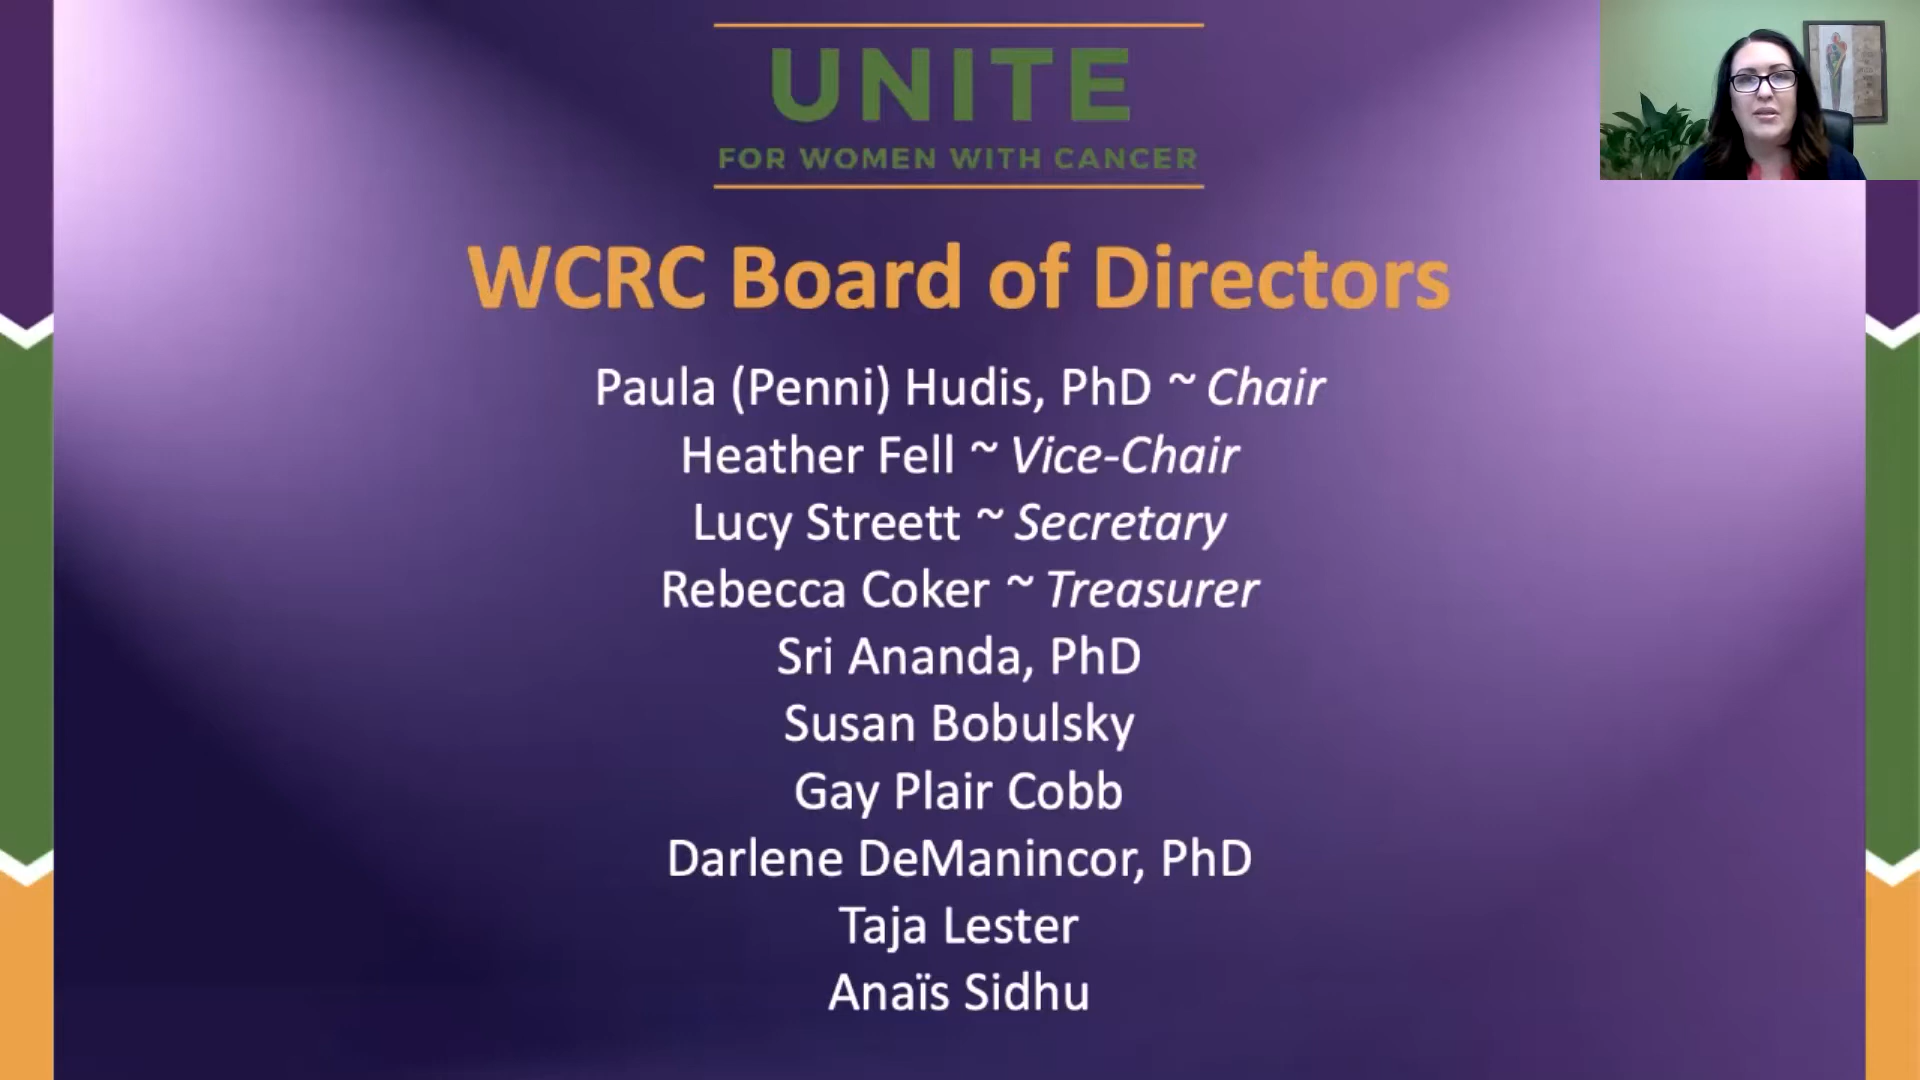 UNITE
FOR WOMEN WITH CANCER
WCRC Board of Directors
Paula (Penni) Hudis, PhD ~ Chair
Heather Fell ~ Vice-Chair
Lucy Streett ~ Secretary
Rebecca Coker ~ Treasurer
Sri Ananda, PhD
Susan Bobulsky
Gay Plair Cobb
Darlene DeManincor, PhD
Taja Lester
Anaïs Sidhu